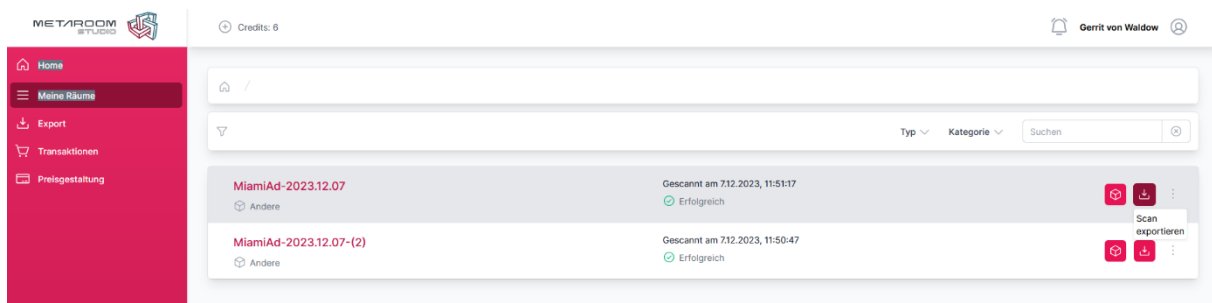 METAROOM
STUDIO
Credits: 6
Gerrit von Waldow
Home
Meine Räume
Export
Transaktionen
Preisgestaltung
/
Typ
Kategorie
Suchen
MiamiAd-2023.12.07
Andere
Gescannt am 7.12.2023, 11:51:17
Erfolgreich
Scan
exportieren
MiamiAd-2023.12.07-(2)
Andere
Gescannt am 7.12.2023, 11:50:47
Erfolgreich